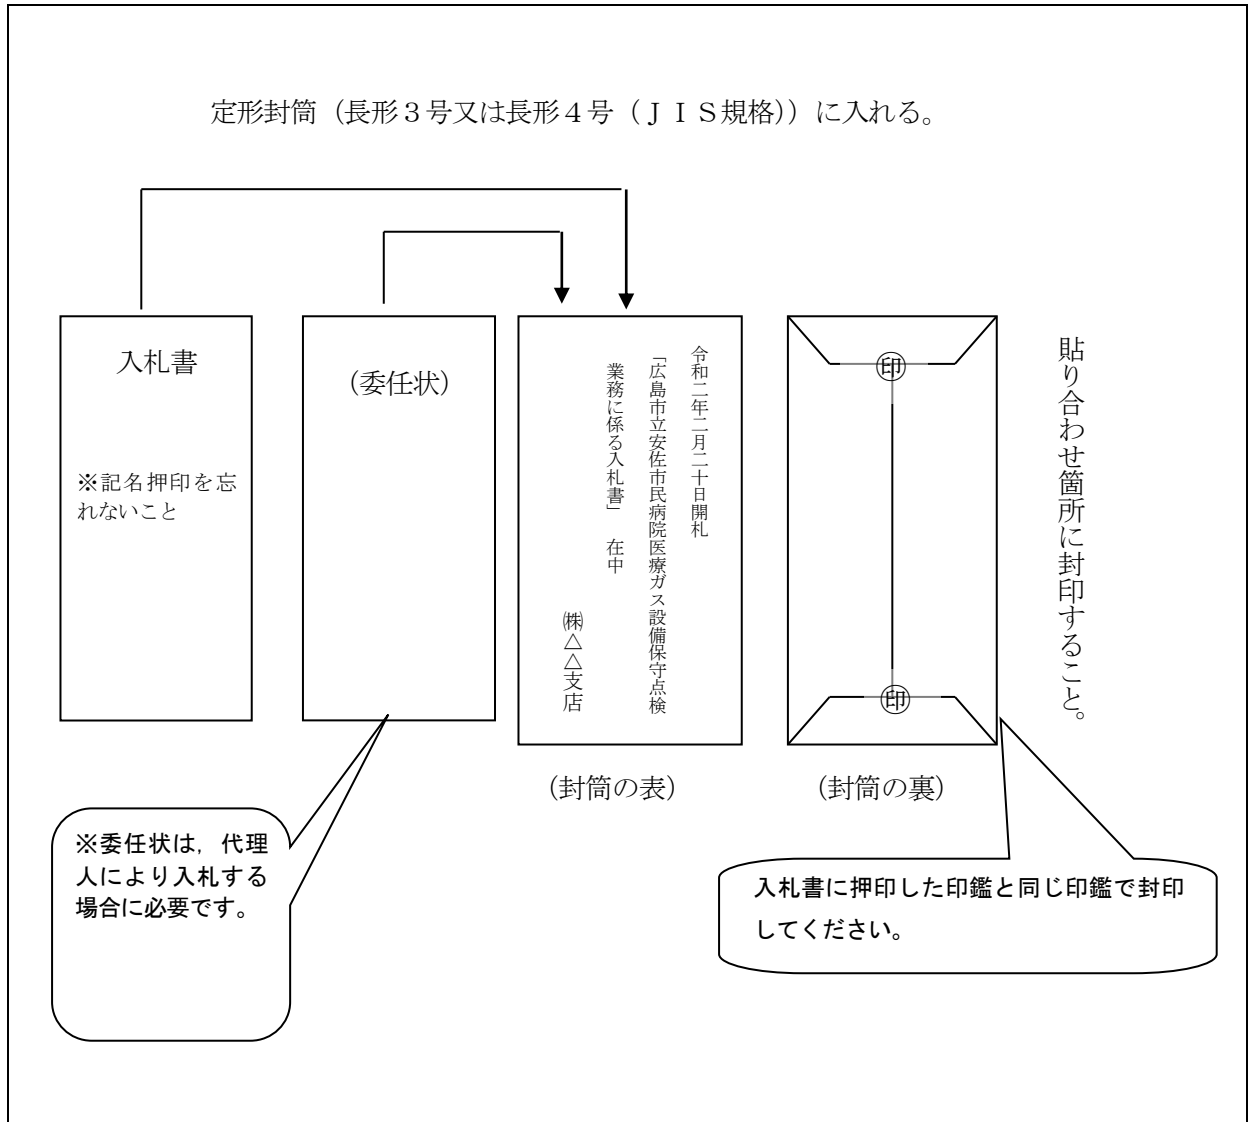 定形封筒（長形３号又は長形４号（ＪＩＳ規格））に入れる。
入札書
※記名押印を忘
れないこと
（委任状）
令和二年二月二十日開札
「広島市立安佐市民病院医療ガス設備保守点検
業務に係る入札書」　在中
㈱△△支店
印
印
貼り合わせ箇所に封印すること。
（封筒の表）
（封筒の裏）
※委任状は，代理
人により入札する
場合に必要です。
入札書に押印した印鑑と同じ印鑑で封印
してください。